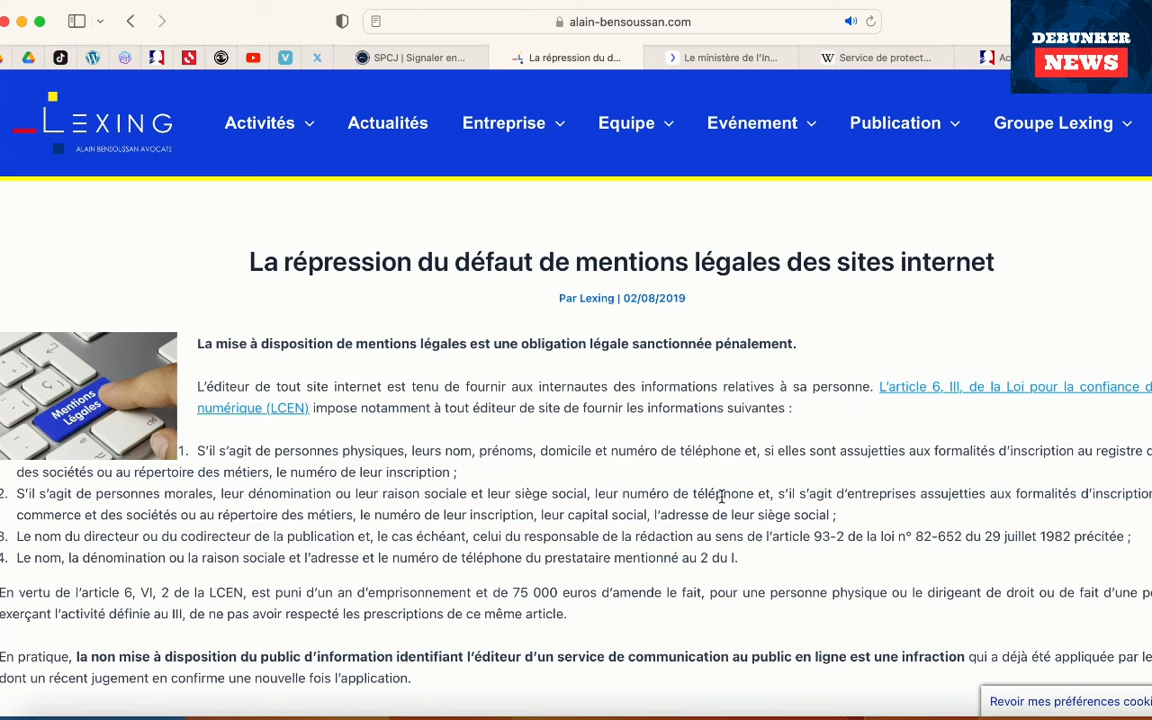 alain-bensoussan.com
DEBUNKER
NEWS
SPCJ | Signaler en...
La répression du d...
Le ministère de l'In...
Service de protect...
Ac
LEXING
ALAIN BENSOUSSAN AVOCATS
Activités
Actualités
Entreprise
Equipe
Evénement
Publication
Groupe Lexing
La répression du défaut de mentions légales des sites internet
Par Lexing | 02/08/2019
Mentions
Légales
La mise à disposition de mentions légales est une obligation légale sanctionnée pénalement.
L'éditeur de tout site internet est tenu de fournir aux internautes des informations relatives à sa personne. L'article 6, III, de la Loi pour la confiance d
numérique (LCEN) impose notamment à tout éditeur de site de fournir les informations suivantes :
1. S'il s'agit de personnes physiques, leurs nom, prénoms, domicile et numéro de téléphone et, si elles sont assujetties aux formalités d'inscription au registre d
des sociétés ou au répertoire des métiers, le numéro de leur inscription ;
2. S'il s'agit de personnes morales, leur dénomination ou leur raison sociale et leur siège social, leur numéro de téléphone et, s'il s'agit d'entreprises assujetties aux formalités d'inscription
commerce et des sociétés ou au répertoire des métiers, le numéro de leur inscription, leur capital social, l'adresse de leur siège social ;
3. Le nom du directeur ou du codirecteur de la publication et, le cas échéant, celui du responsable de la rédaction au sens de l'article 93-2 de la loi n° 82-652 du 29 juillet 1982 précitée ;
4. Le nom, la dénomination ou la raison sociale et l'adresse et le numéro de téléphone du prestataire mentionné au 2 du I.
En vertu de l'article 6, VI, 2 de la LCEN, est puni d'un an d'emprisonnement et de 75 000 euros d'amende le fait, pour une personne physique ou le dirigeant de droit ou de fait d'une pe
exerçant l'activité définie au III, de ne pas avoir respecté les prescriptions de ce même article.
En pratique, la non mise à disposition du public d'information identifiant l'éditeur d'un service de communication au public en ligne est une infraction qui a déjà été appliquée par le
dont un récent jugement en confirme une nouvelle fois l'application.
Revoir mes préférences cooki